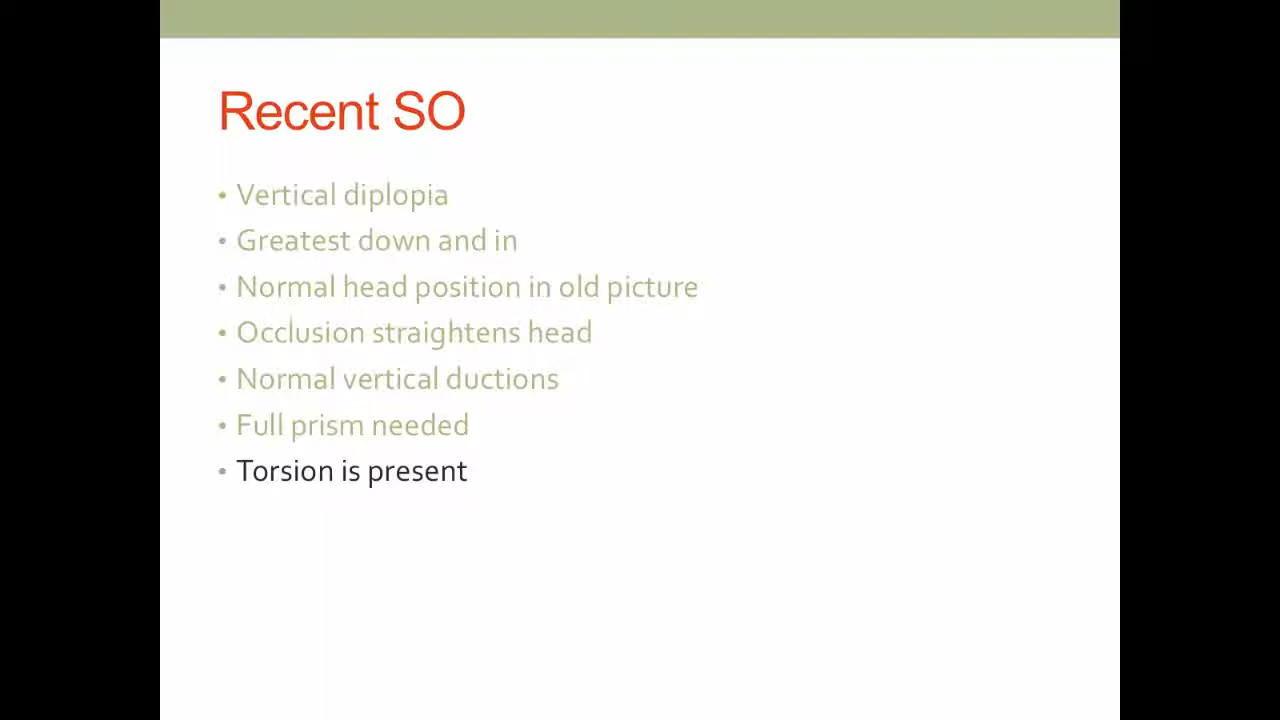 Recent SO
• Vertical diplopia
• Greatest down and in
• Normal head position in old picture
• Occlusion straightens head
• Normal vertical ductions
• Full prism needed
• Torsion is present